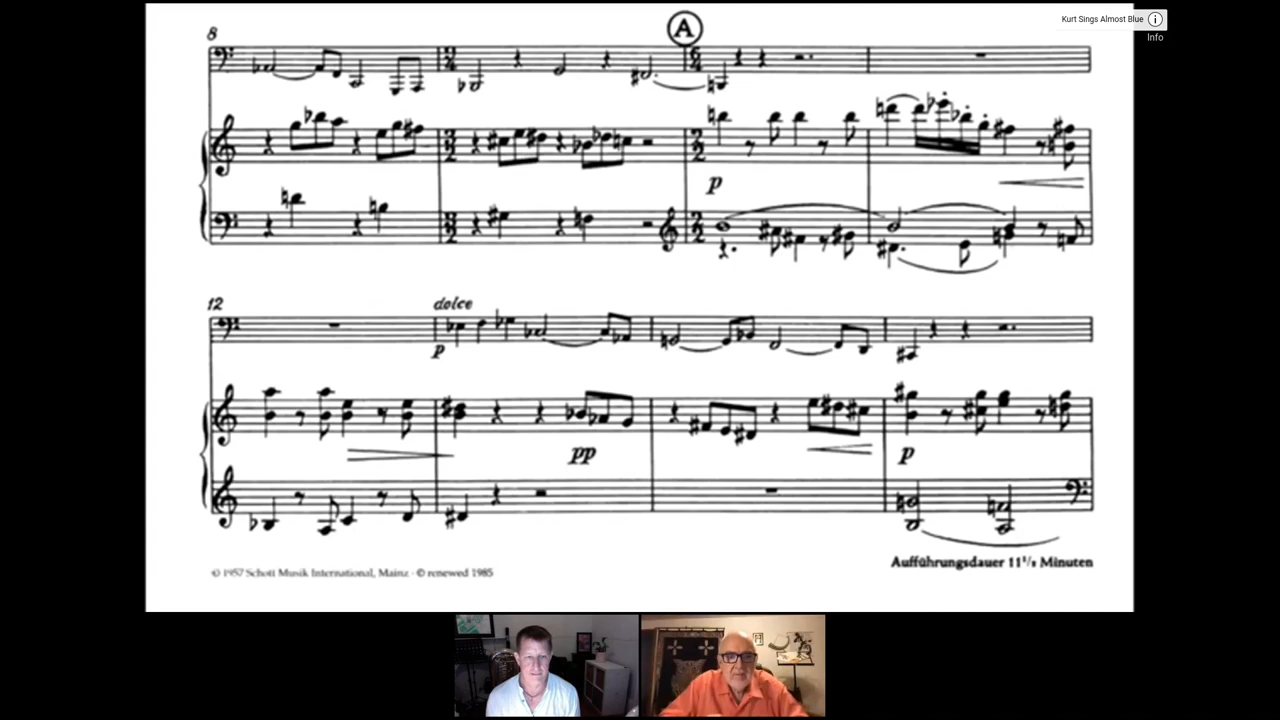 Kurt Sings Almost Blue
Info
8
A
p
12
dolce
p
pp
p
© 1957 Schott Musik International, Mainz · © renewed 1985
Aufführungsdauer 11½ Minuten